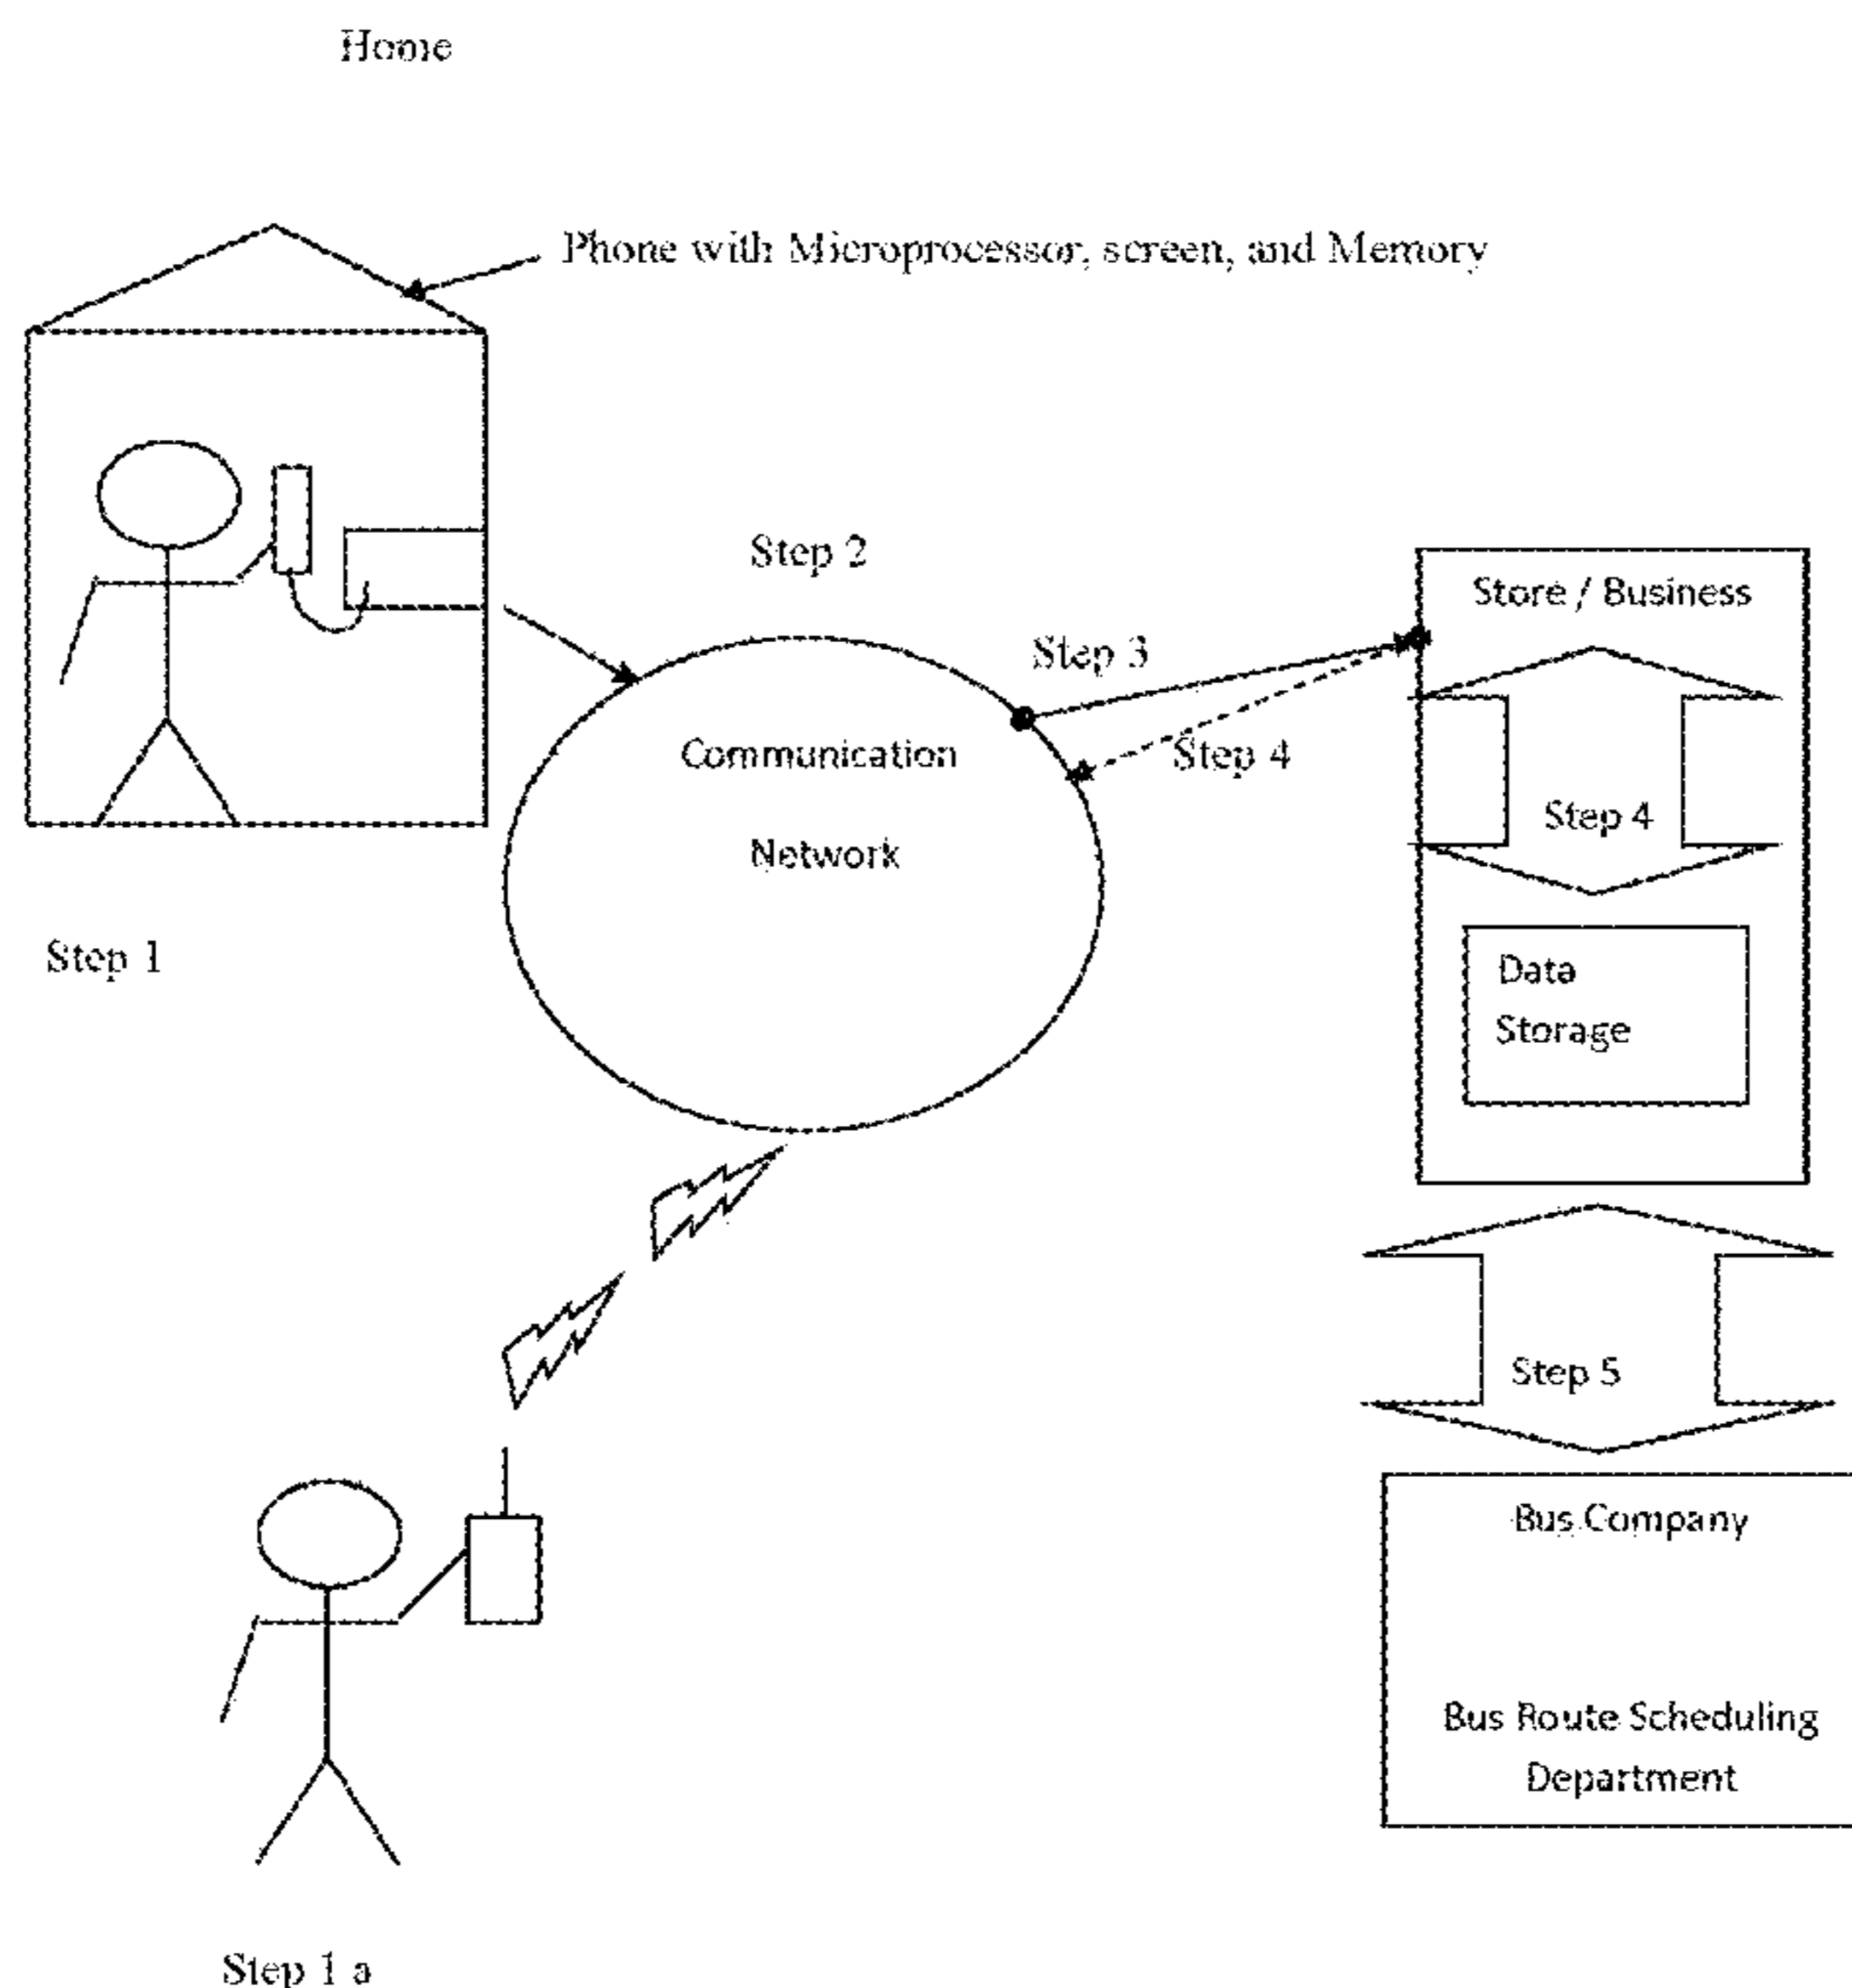 Home
Phone with Microprocessor, screen, and Memory
Step 2
Store / Business
Step 3
Communication
Step 4
Network
Step 4
Step 1
Data
Storage
Step 5
Bus Company
Bus Route Scheduling
Department
Step 1 a